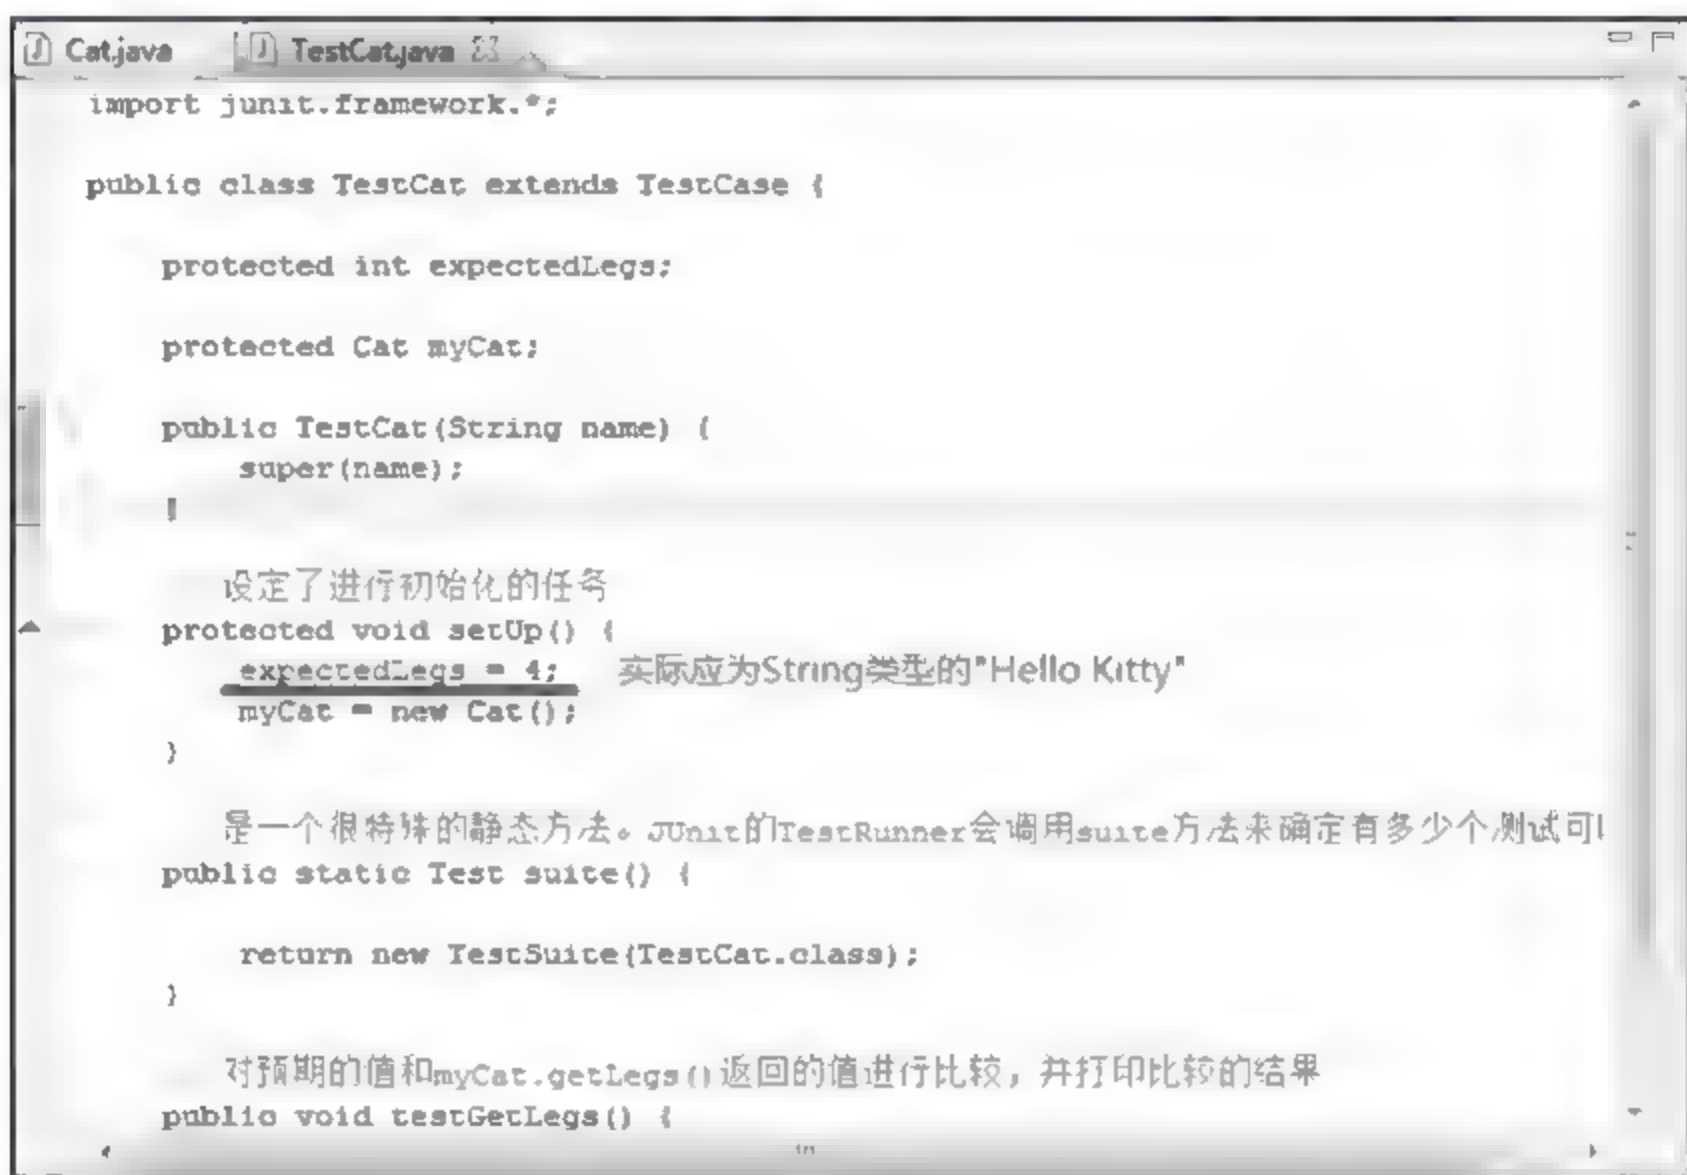 Cat.java TestCat.java
import junit.framework.*;
public class TestCat extends TestCase {
protected int expectedLegs;
protected Cat myCat;
public TestCat(String name) {
super(name);
}
设定了进行初始化的任务
protected void setUp() {
expectedLegs = 4; 实际应为String类型的"Hello Kitty"
myCat = new Cat();
}
是一个很特殊的静态方法。JUnit的TestRunner会调用suite方法来确定有多少个测试可
public static Test suite() {
return new TestSuite(TestCat.class);
}
对预期的值和myCat.getLegs()返回的值进行比较，并打印比较的结果
public void testGetLegs() {